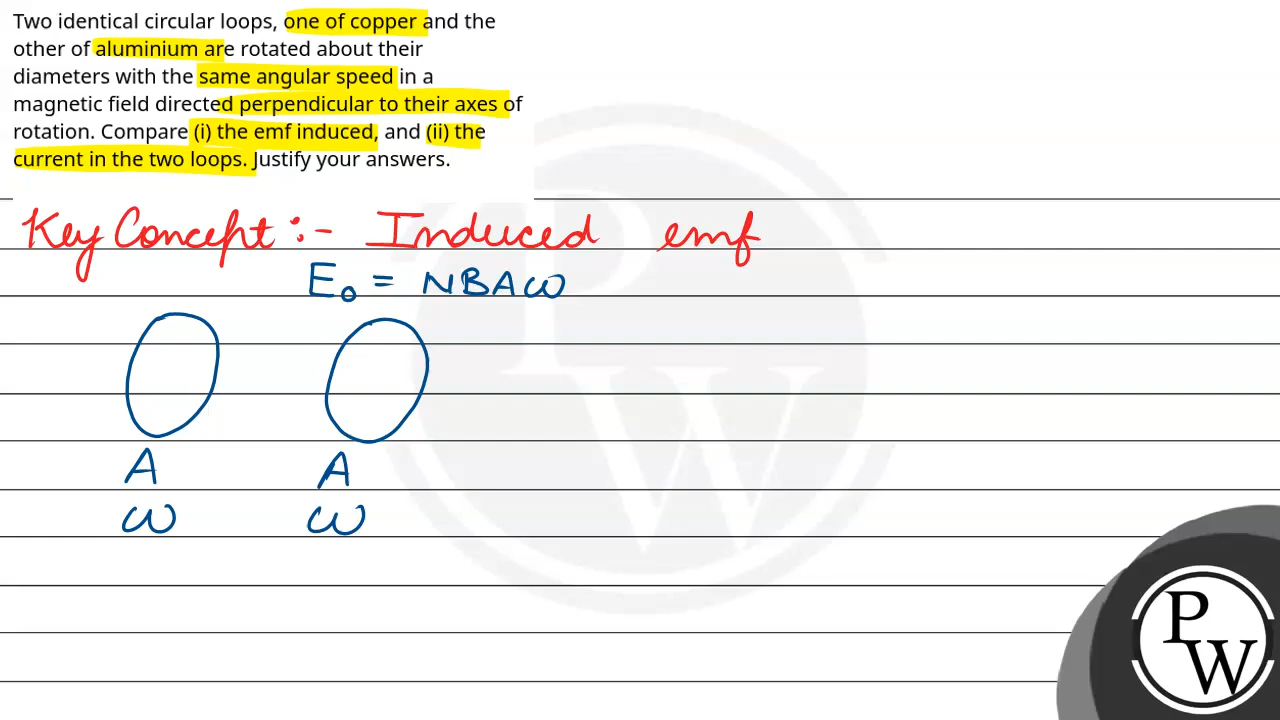 Two identical circular loops, one of copper and the
other of aluminium are rotated about their
diameters with the same angular speed in a
magnetic field directed perpendicular to their axes of
rotation. Compare (i) the emf induced, and (ii) the
current in the two loops. Justify your answers.
Key Concept :- Induced emf
E₀ = NBAω
A A
ω ω
P
W
P
W